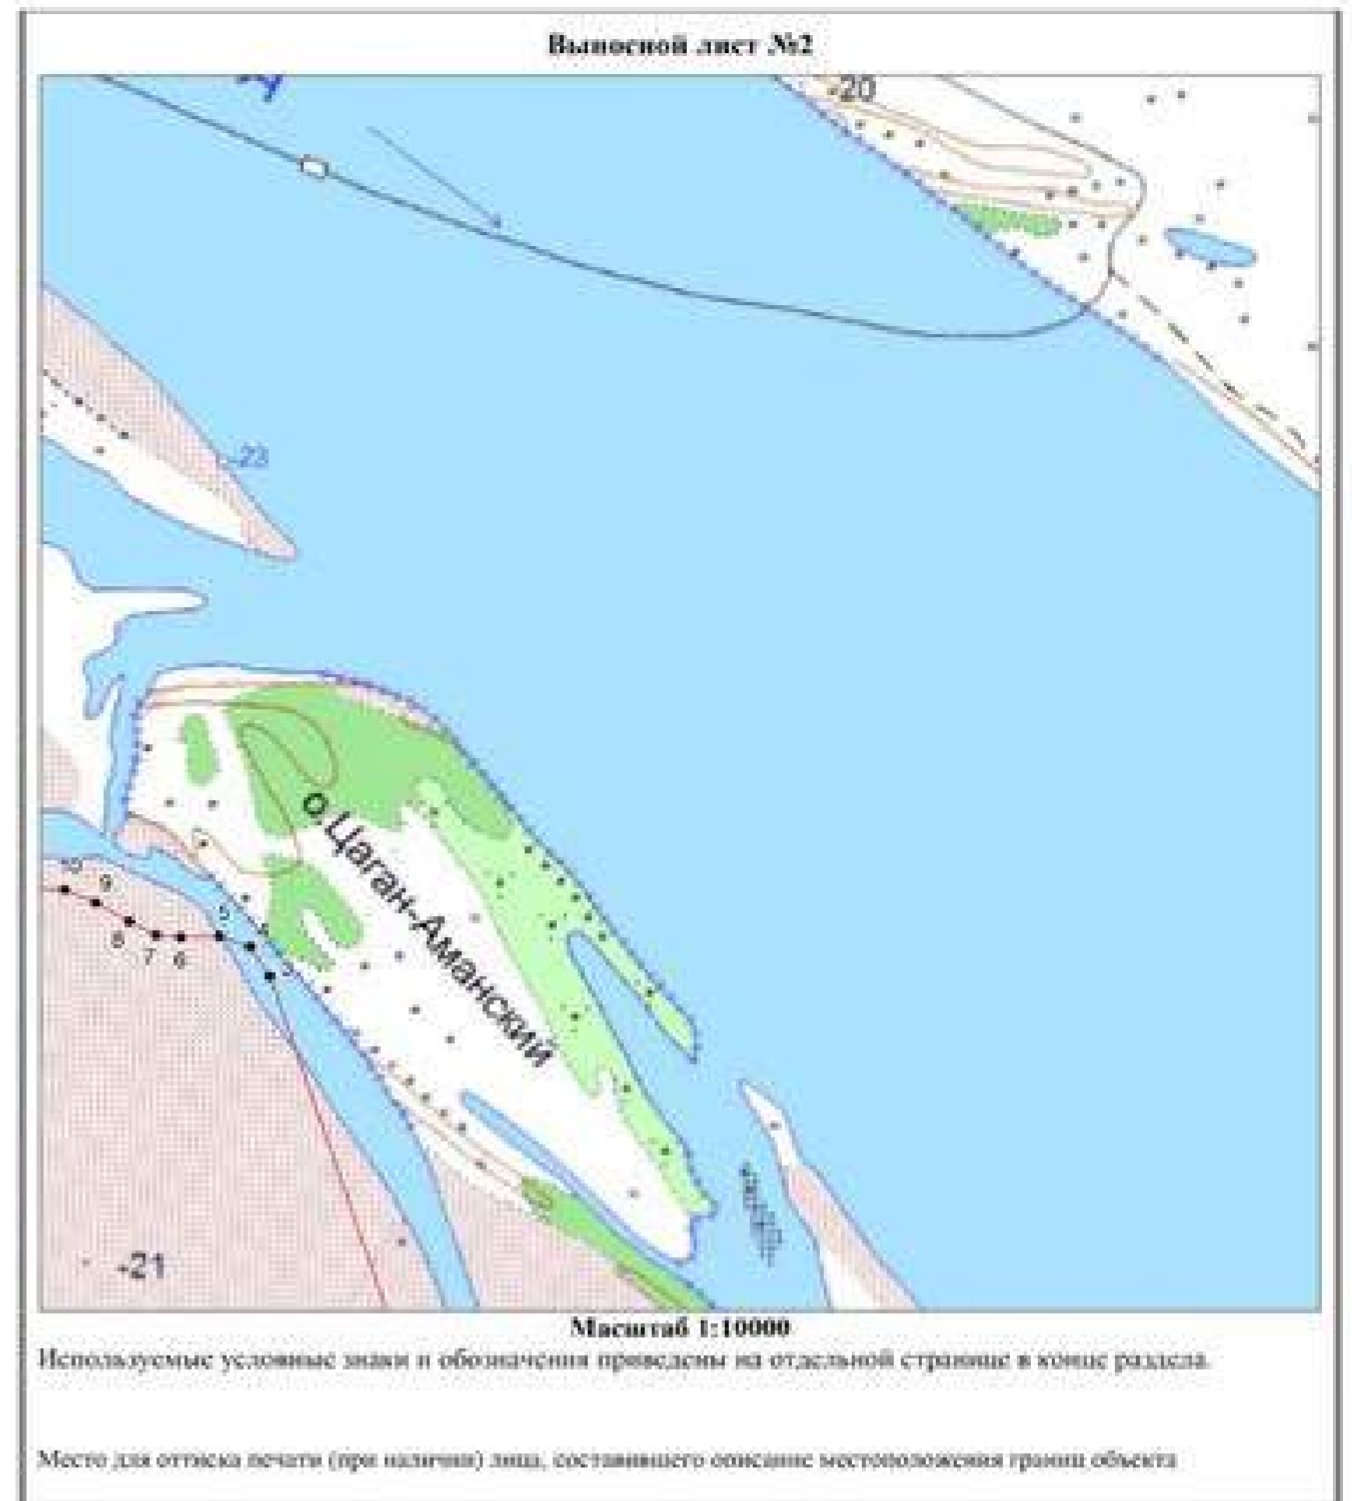 Выносной лист №2
-20
-23
о.Цаган-Аманский
10
9
8
7
6
5
-21
Масштаб 1:10000
Используемые условные знаки и обозначения приведены на отдельной странице в конце раздела.
Место для оттиска печати (при наличии) лица, составившего описание местоположения границ объекта